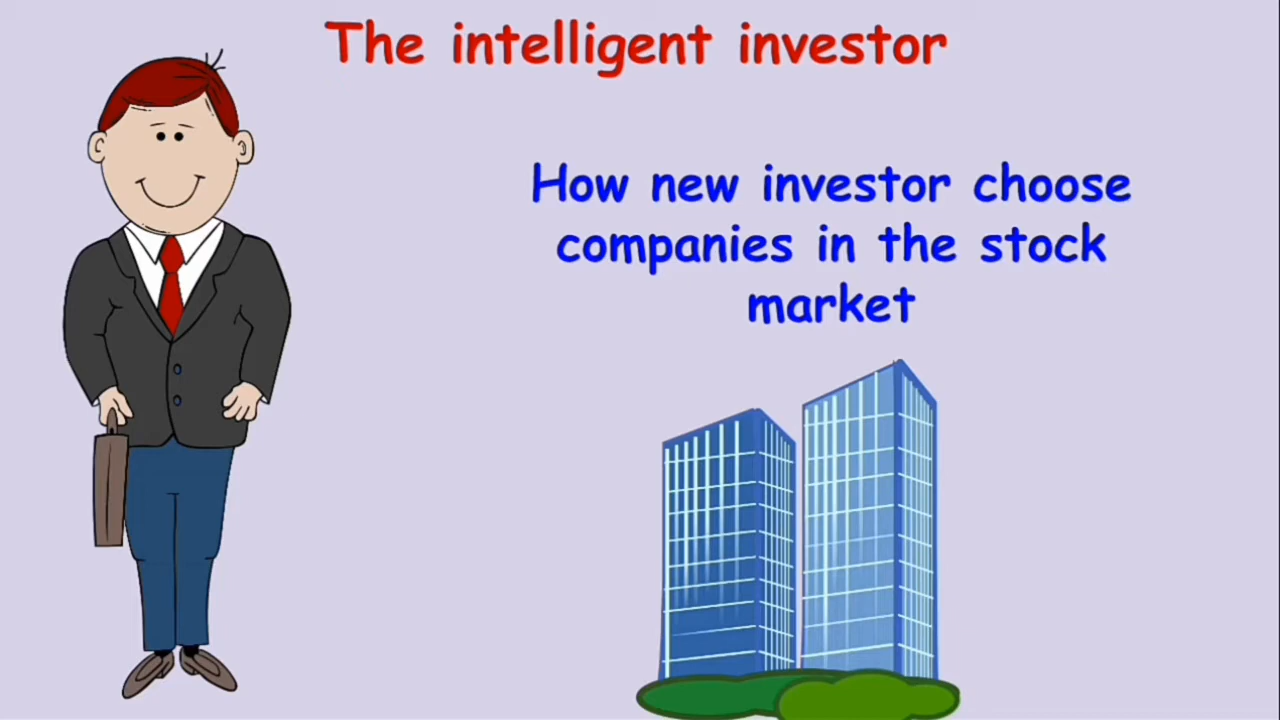 The intelligent investor
How new investor choose
companies in the stock
market